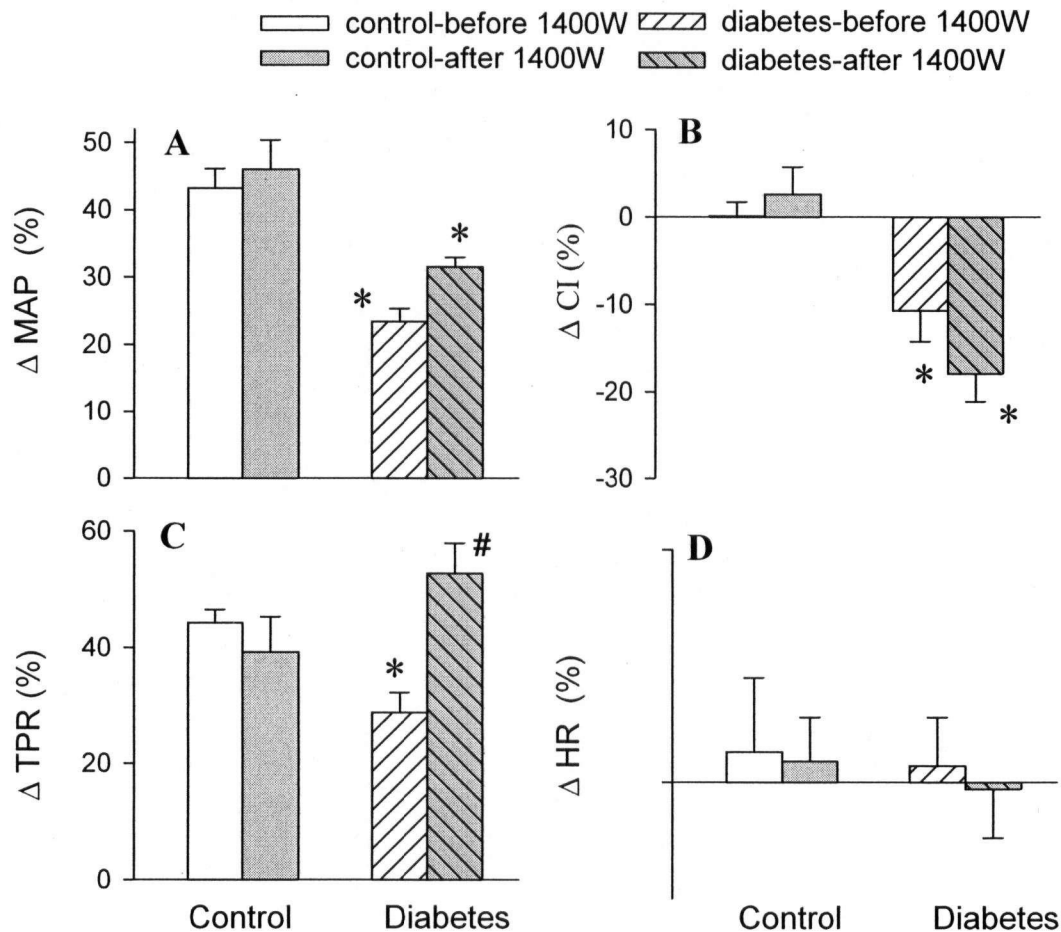 control-before 1400W diabetes-before 1400W
control-after 1400W diabetes-after 1400W
A
Δ MAP (%)
50
40
30
20
10
0
*
*
B
Δ CI (%)
10
0
-10
-20
-30
*
*
C
Δ TPR (%)
60
40
20
0
*
#
Control Diabetes
D
Δ HR (%)
Control Diabetes